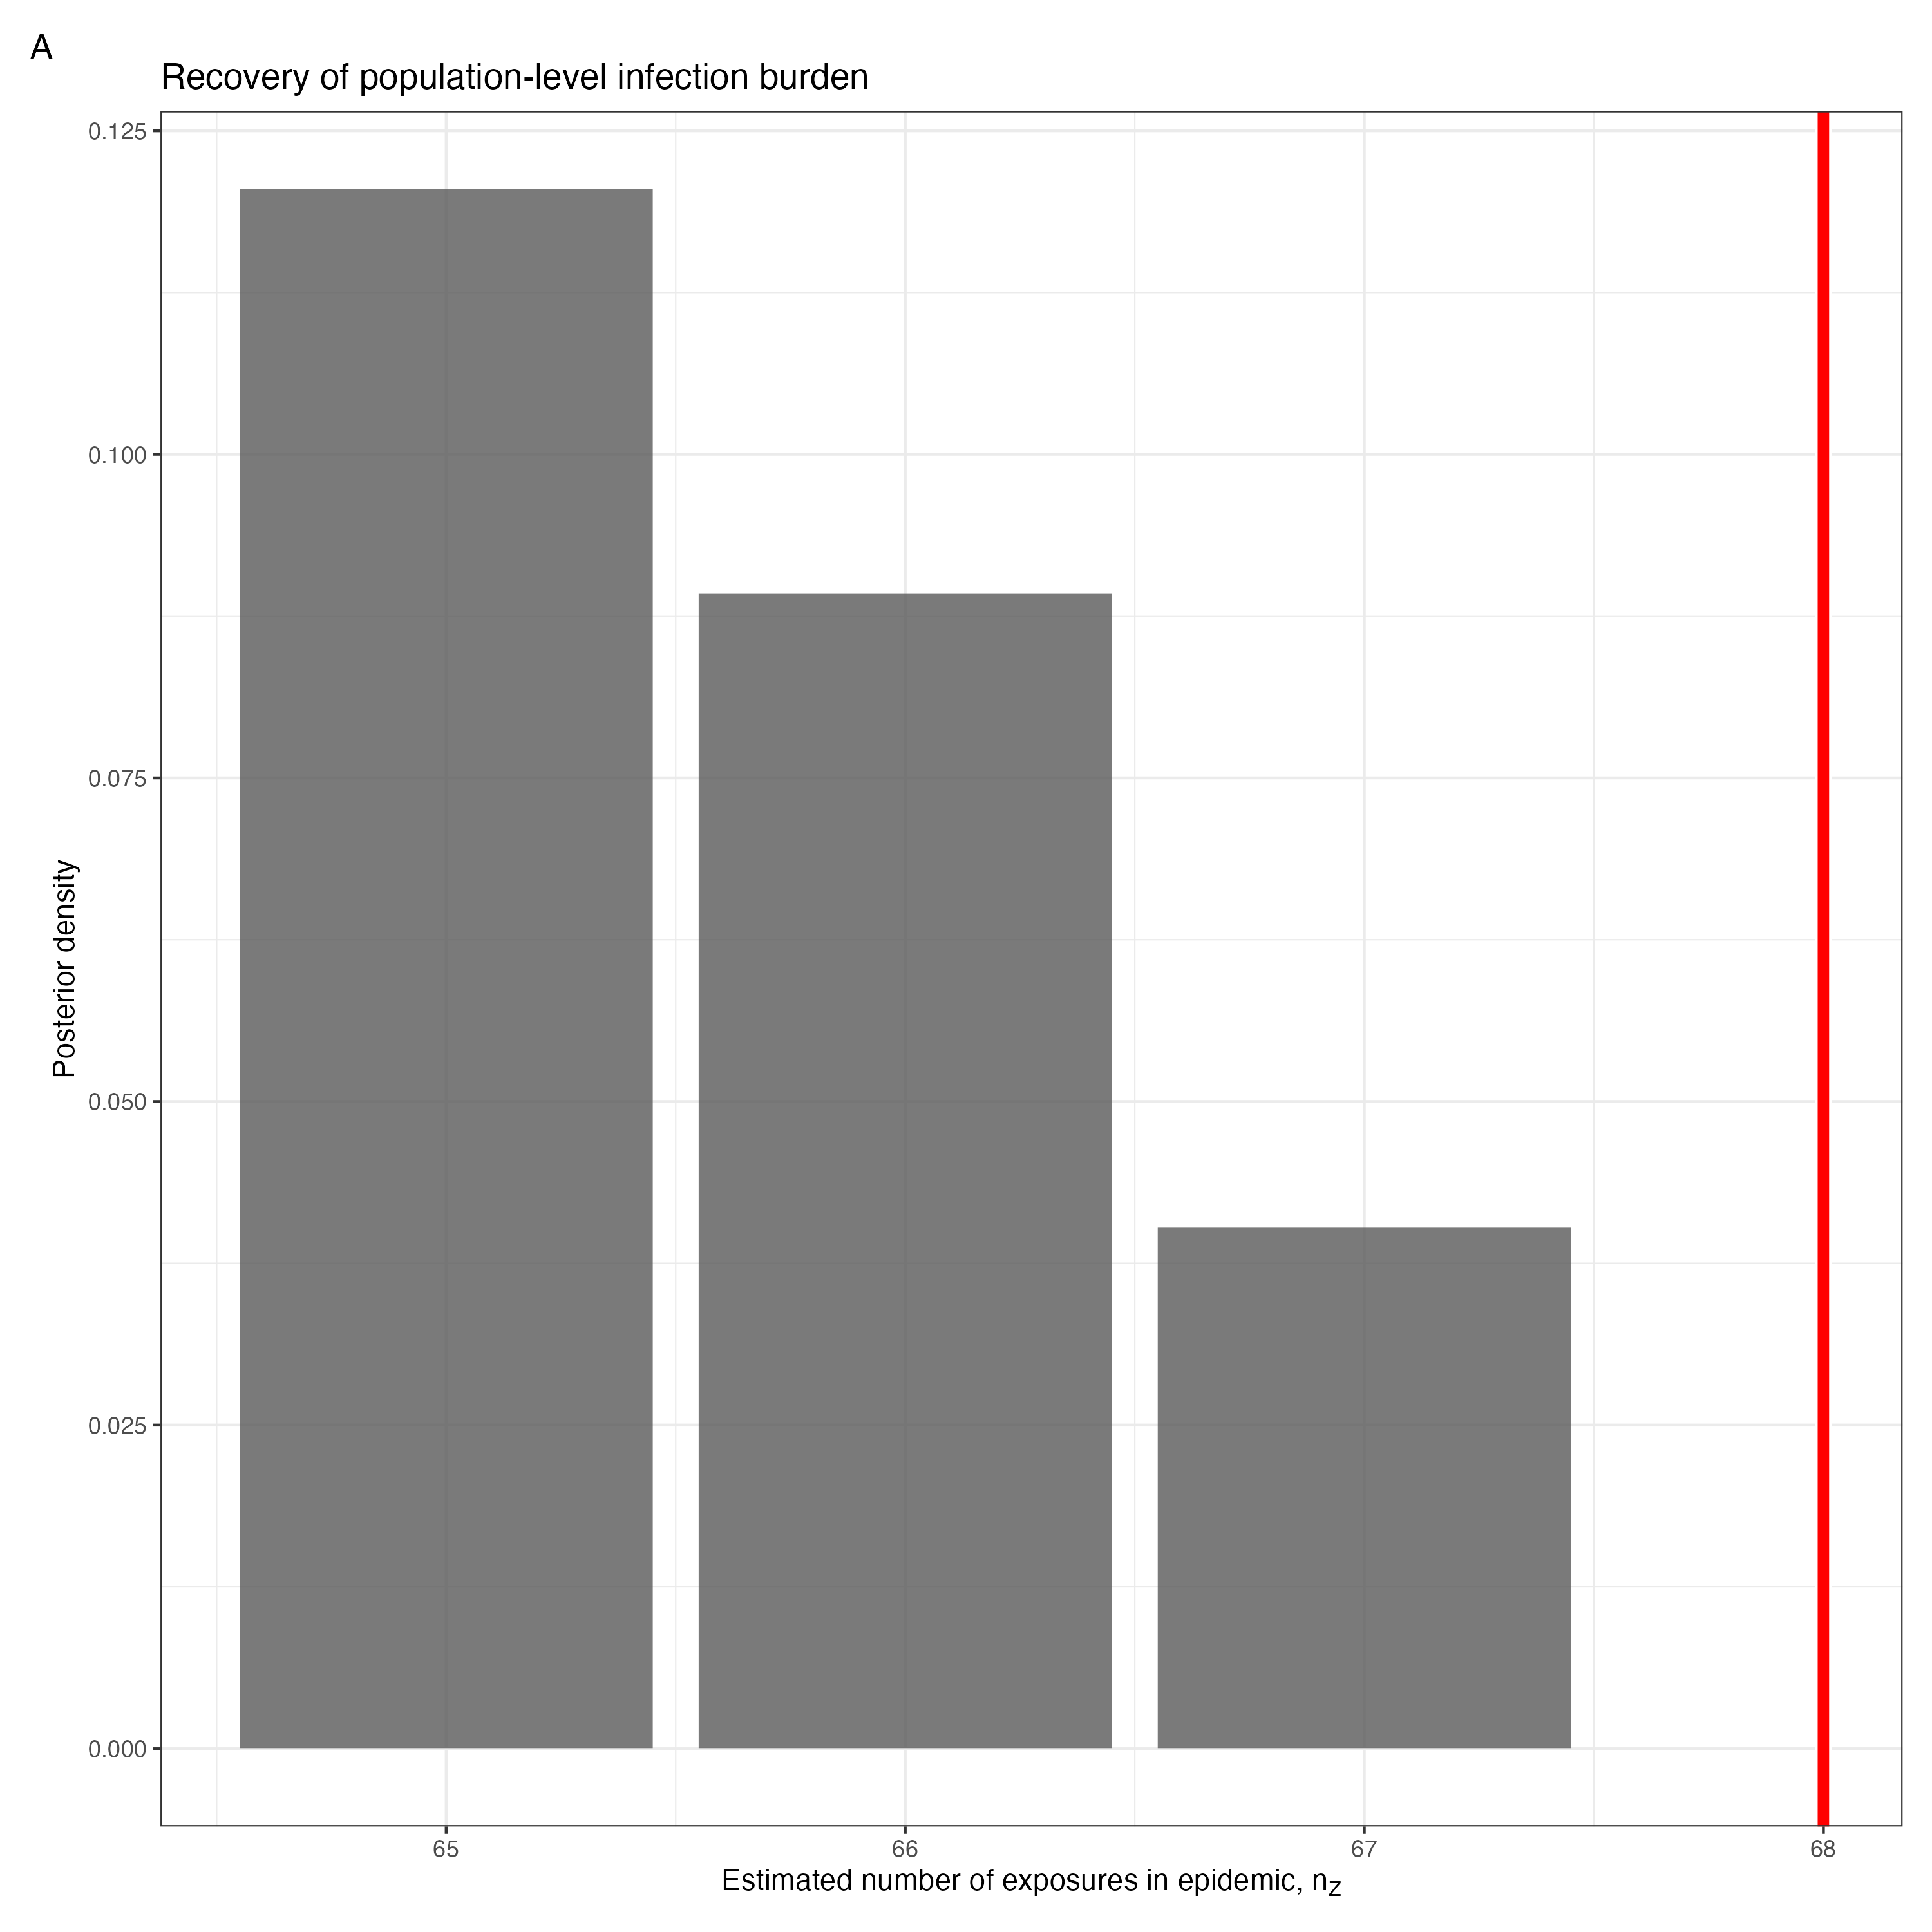 A
Recovery of population-level infection burden
0.125
0.100
0.075
0.050
0.025
0.000
Posterior density
65 66 67 68
Estimated number of exposures in epidemic, nZ